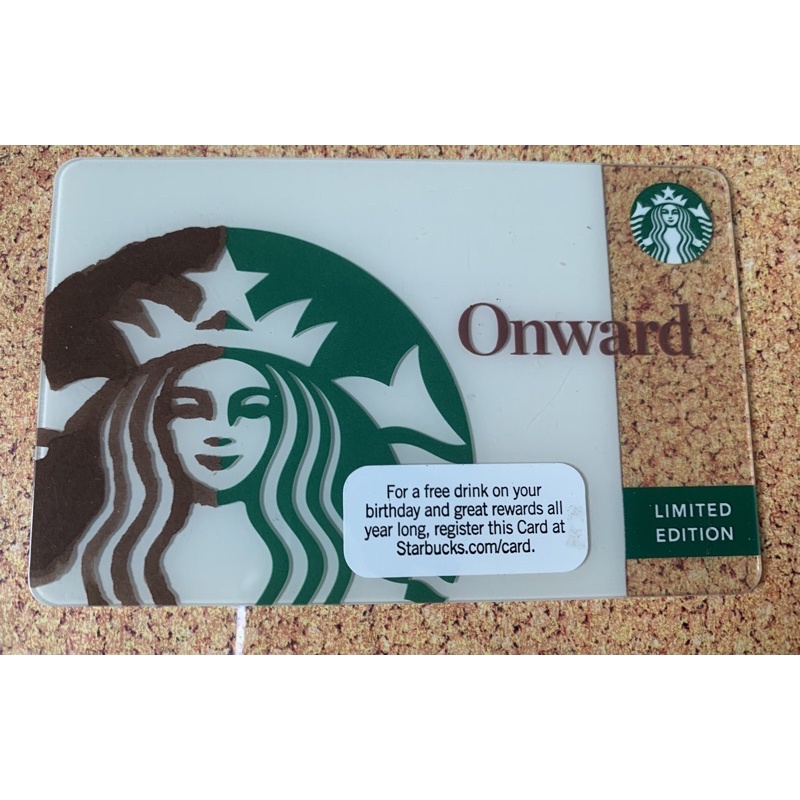 Onward
LIMITED
EDITION
For a free drink on your
birthday and great rewards all
year long, register this Card at
Starbucks.com/card.